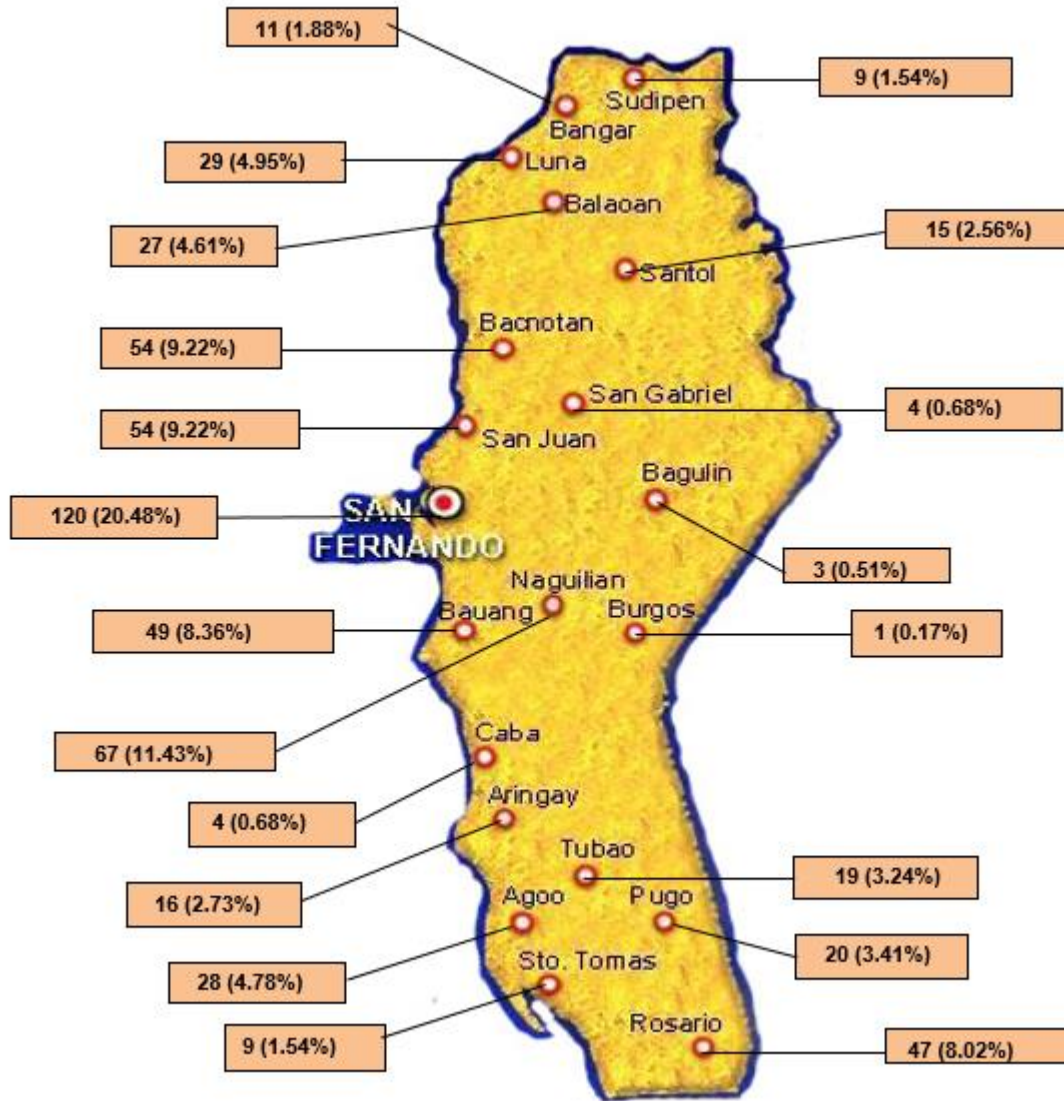 11 (1.88%)
9 (1.54%)
Sudipen
Bangar
29 (4.95%)
Luna
Balaoan
27 (4.61%)
15 (2.56%)
Santol
Bacnotan
54 (9.22%)
San Gabriel
4 (0.68%)
54 (9.22%)
San Juan
Bagulin
120 (20.48%)
SAN
FERNANDO
3 (0.51%)
Naguilian
49 (8.36%)
Bauang
Burgos
1 (0.17%)
67 (11.43%)
Caba
4 (0.68%)
Aringay
Tubao
19 (3.24%)
16 (2.73%)
Agoo
Pugo
20 (3.41%)
28 (4.78%)
Sto. Tomas
9 (1.54%)
Rosario
47 (8.02%)